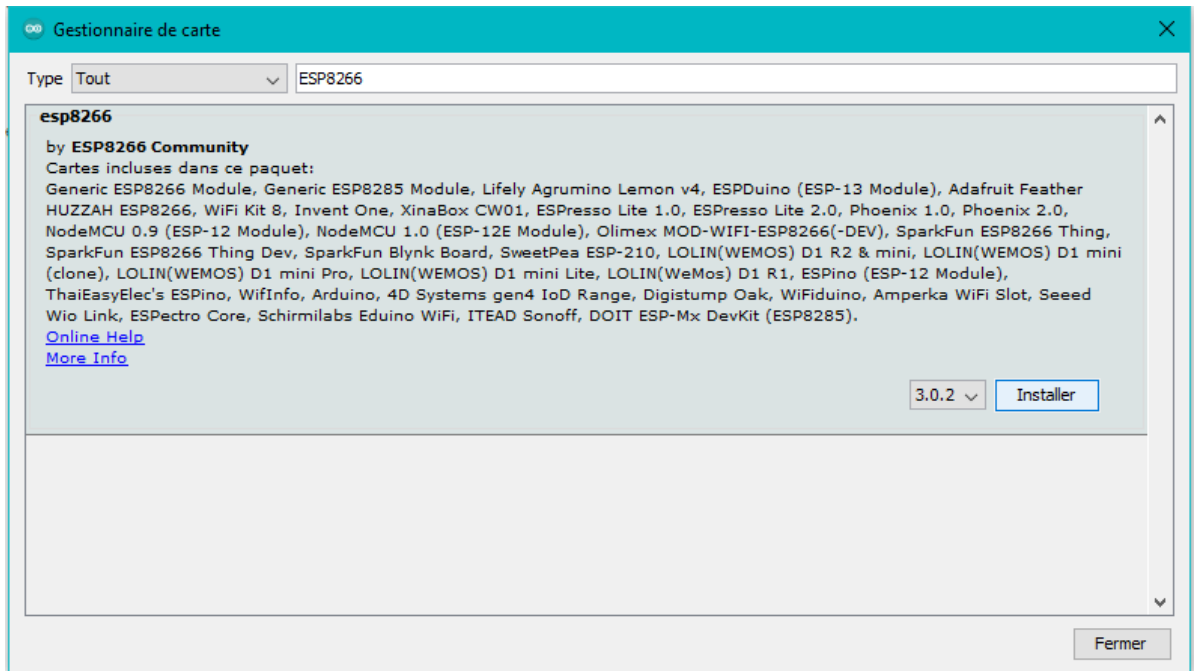 Gestionnaire de carte
Type Tout ESP8266
esp8266
by ESP8266 Community
Cartes incluses dans ce paquet:
Generic ESP8266 Module, Generic ESP8285 Module, Lifely Agrumino Lemon v4, ESPDuino (ESP-13 Module), Adafruit Feather
HUZZAH ESP8266, WiFi Kit 8, Invent One, XinaBox CW01, ESPresso Lite 1.0, ESPresso Lite 2.0, Phoenix 1.0, Phoenix 2.0,
NodeMCU 0.9 (ESP-12 Module), NodeMCU 1.0 (ESP-12E Module), Olimex MOD-WIFI-ESP8266(-DEV), SparkFun ESP8266 Thing,
SparkFun ESP8266 Thing Dev, SparkFun Blynk Board, SweetPea ESP-210, LOLIN(WEMOS) D1 R2 & mini, LOLIN(WEMOS) D1 mini
(clone), LOLIN(WEMOS) D1 mini Pro, LOLIN(WEMOS) D1 mini Lite, LOLIN(WeMos) D1 R1, ESPino (ESP-12 Module),
ThaiEasyElec's ESPino, WifInfo, Arduino, 4D Systems gen4 IoD Range, Digistump Oak, WiFiduino, Amperka WiFi Slot, Seeed
Wio Link, ESPectro Core, Schirmilabs Eduino WiFi, ITEAD Sonoff, DOIT ESP-Mx DevKit (ESP8285).
Online Help
More Info
3.0.2 Installer
Fermer